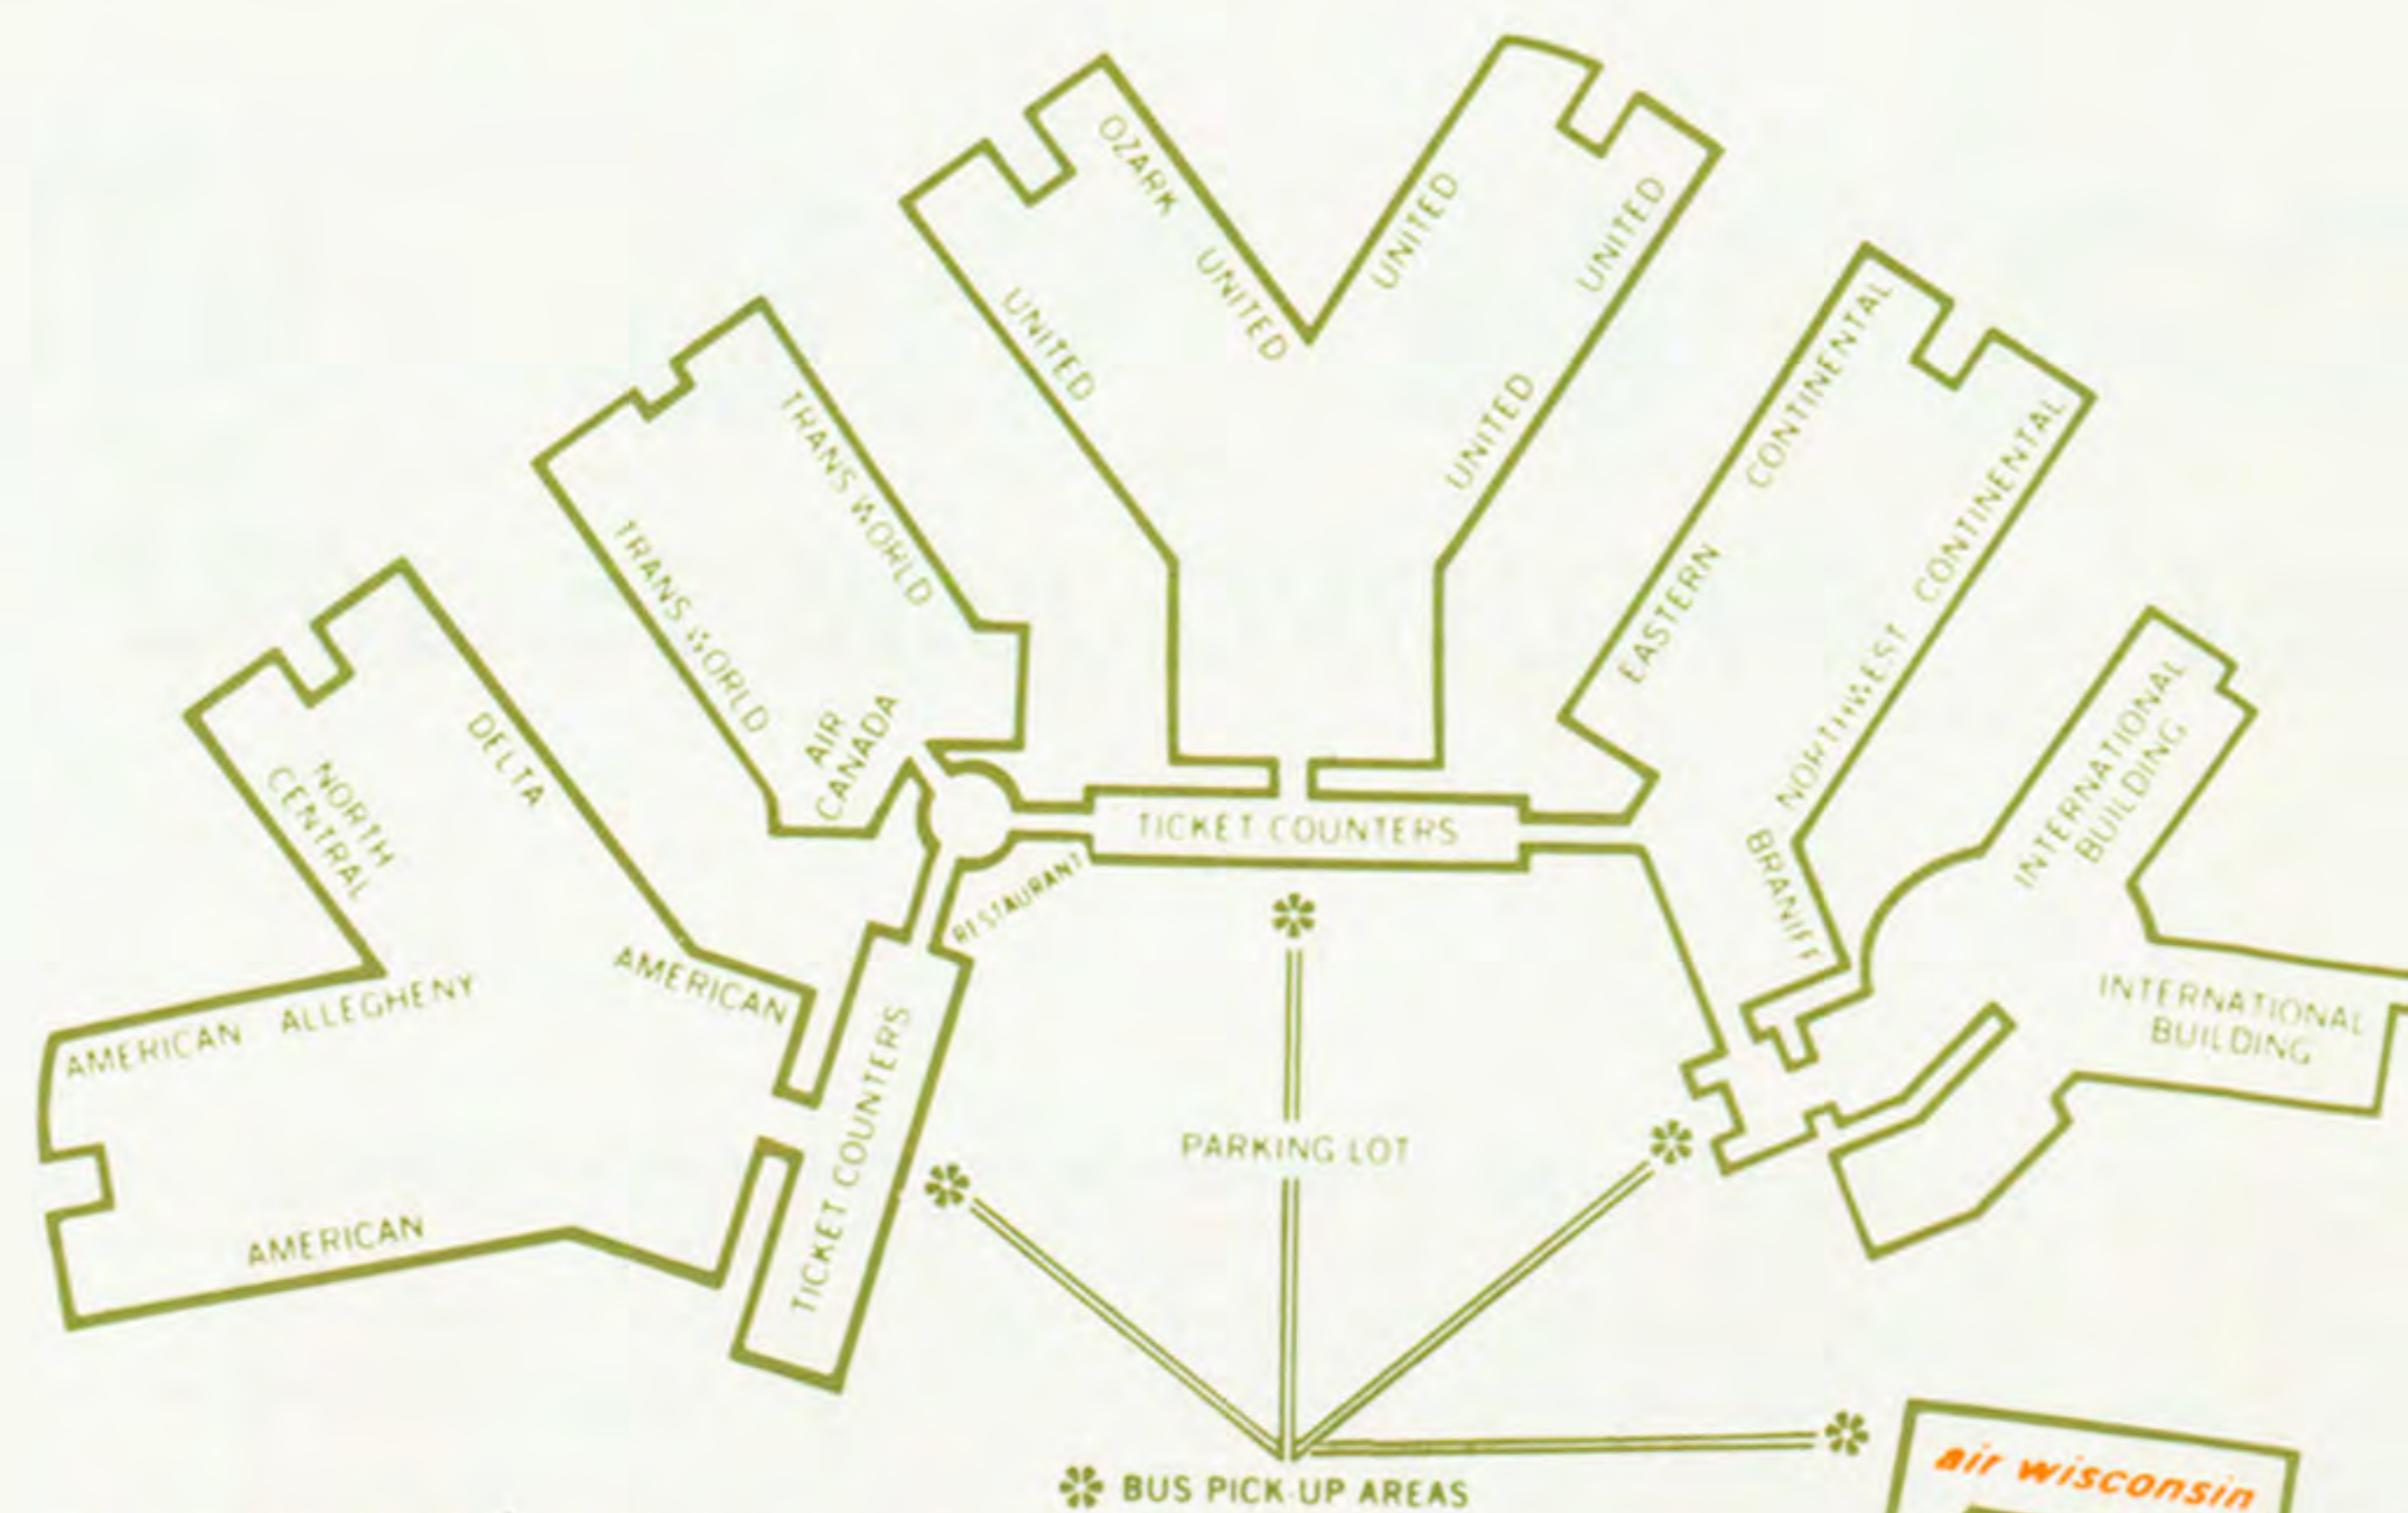 OZARK
UNITED
UNITED
UNITED
UNITED
UNITED
TRANS WORLD
TRANS WORLD
AIR
CANADA
CONTINENTAL
EASTERN
CONTINENTAL
NORTHWEST
BRANIFF
INTERNATIONAL
BUILDING
INTERNATIONAL
BUILDING
DELTA
NORTH
CENTRAL
AMERICAN
AMERICAN ALLEGHENY
AMERICAN
TICKET COUNTERS
RESTAURANT
TICKET COUNTERS
PARKING LOT
BUS PICK-UP AREAS
air wisconsin